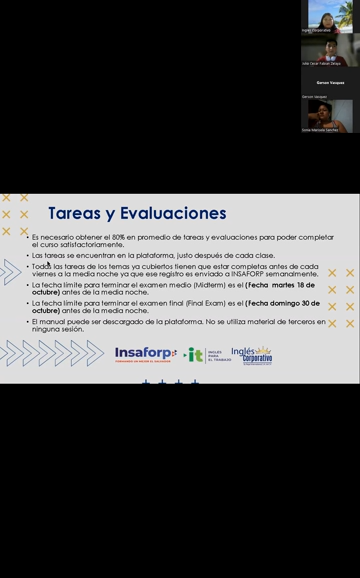 Inglés Corporativo
Gerson Vasquez
Gerson Vasquez
Tareas y Evaluaciones
• Es necesario obtener el 80% en promedio de tareas y evaluaciones para poder completar
el curso satisfactoriamente.
• Las tareas se encuentran en la plataforma, justo después de cada clase.
• Todas las tareas de los temas ya cubiertos tienen que estar completas antes de cada
viernes a la media noche ya que ese registro es enviado a INSAFORP semanalmente.
• La fecha límite para terminar el examen medio (Midterm) es el (Fecha martes 18 de
octubre) antes de la media noche.
• La fecha límite para terminar el examen final (Final Exam) es el (Fecha domingo 30 de
octubre) antes de la media noche.
• El manual puede ser descargado de la plataforma. No se utiliza material de terceros en
ninguna sesión.
Insaforp
it
INGLÉS
PARA
EL TRABAJO
Inglés
Corporativo